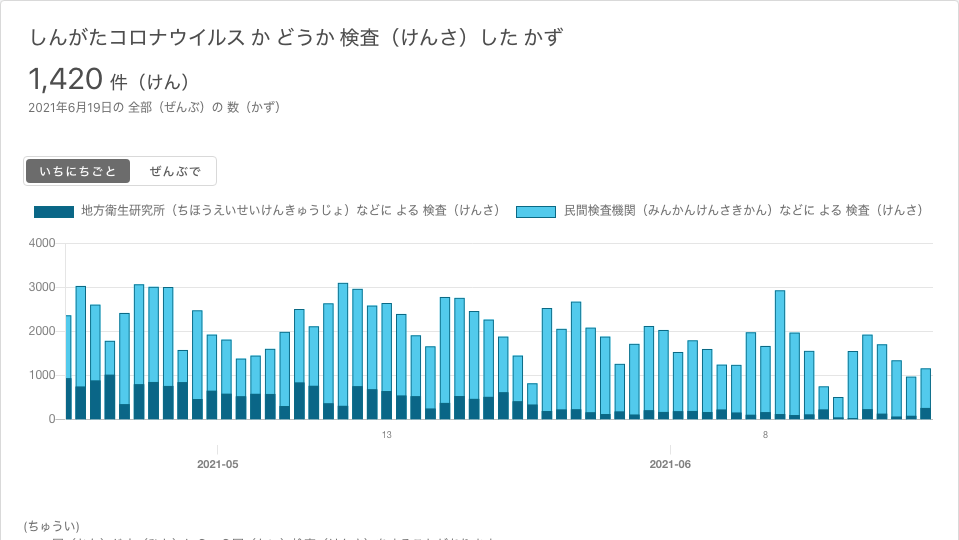 しんがたコロナウイルス か どうか 検査（けんさ）した かず
1,420 件（けん）
2021年6月19日の 全部（ぜんぶ）の 数（かず）
いちにちごと ぜんぶで
地方衛生研究所（ちほうえいせいけんきゅうじょ）などに よる 検査（けんさ） 民間検査機関（みんかんけんさきかん）などに よる 検査（けんさ）
4000
3000
2000
1000
0
13 8
2021-05 2021-06
(ちゅうい)